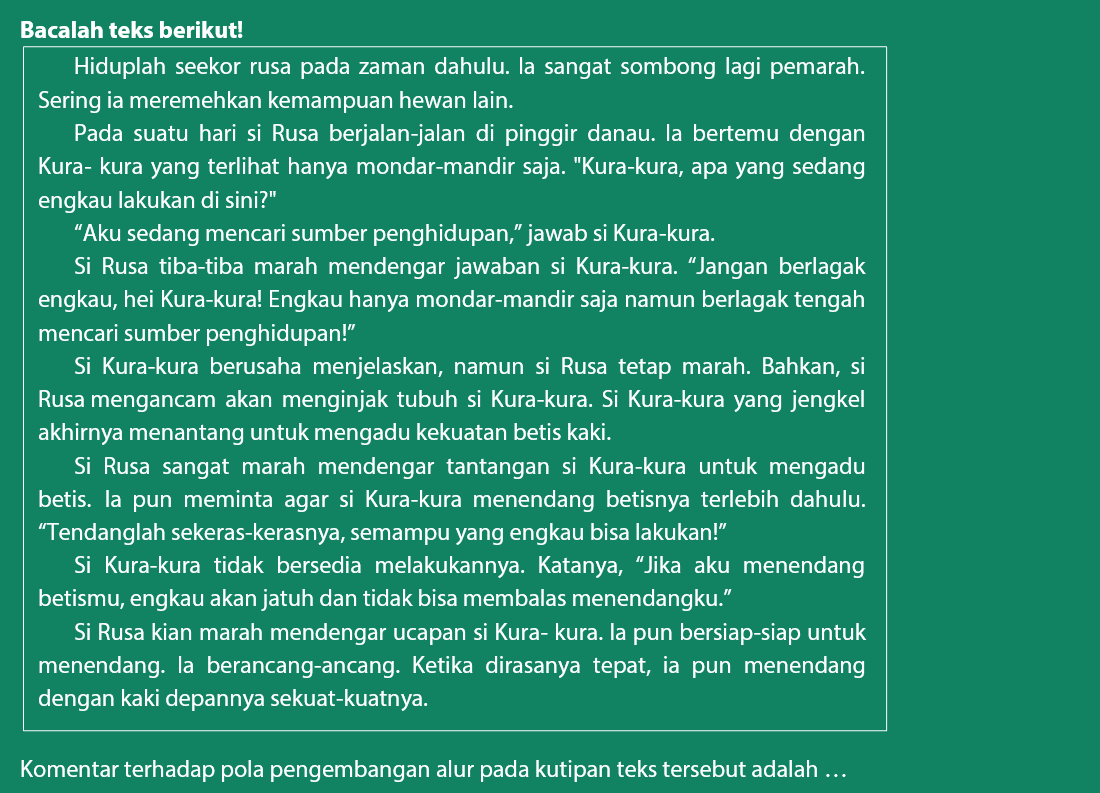 Bacalah teks berikut!
Hiduplah seekor rusa pada zaman dahulu. Ia sangat sombong lagi pemarah.
Sering ia meremehkan kemampuan hewan lain.
Pada suatu hari si Rusa berjalan-jalan di pinggir danau. Ia bertemu dengan
Kura- kura yang terlihat hanya mondar-mandir saja. "Kura-kura, apa yang sedang
engkau lakukan di sini?"
“Aku sedang mencari sumber penghidupan,” jawab si Kura-kura.
Si Rusa tiba-tiba marah mendengar jawaban si Kura-kura. “Jangan berlagak
engkau, hei Kura-kura! Engkau hanya mondar-mandir saja namun berlagak tengah
mencari sumber penghidupan!”
Si Kura-kura berusaha menjelaskan, namun si Rusa tetap marah. Bahkan, si
Rusa mengancam akan menginjak tubuh si Kura-kura. Si Kura-kura yang jengkel
akhirnya menantang untuk mengadu kekuatan betis kaki.
Si Rusa sangat marah mendengar tantangan si Kura-kura untuk mengadu
betis. Ia pun meminta agar si Kura-kura menendang betisnya terlebih dahulu.
“Tendanglah sekeras-kerasnya, semampu yang engkau bisa lakukan!”
Si Kura-kura tidak bersedia melakukannya. Katanya, “Jika aku menendang
betismu, engkau akan jatuh dan tidak bisa membalas menendangku.”
Si Rusa kian marah mendengar ucapan si Kura- kura. Ia pun bersiap-siap untuk
menendang. Ia berancang-ancang. Ketika dirasanya tepat, ia pun menendang
dengan kaki depannya sekuat-kuatnya.
Komentar terhadap pola pengembangan alur pada kutipan teks tersebut adalah …